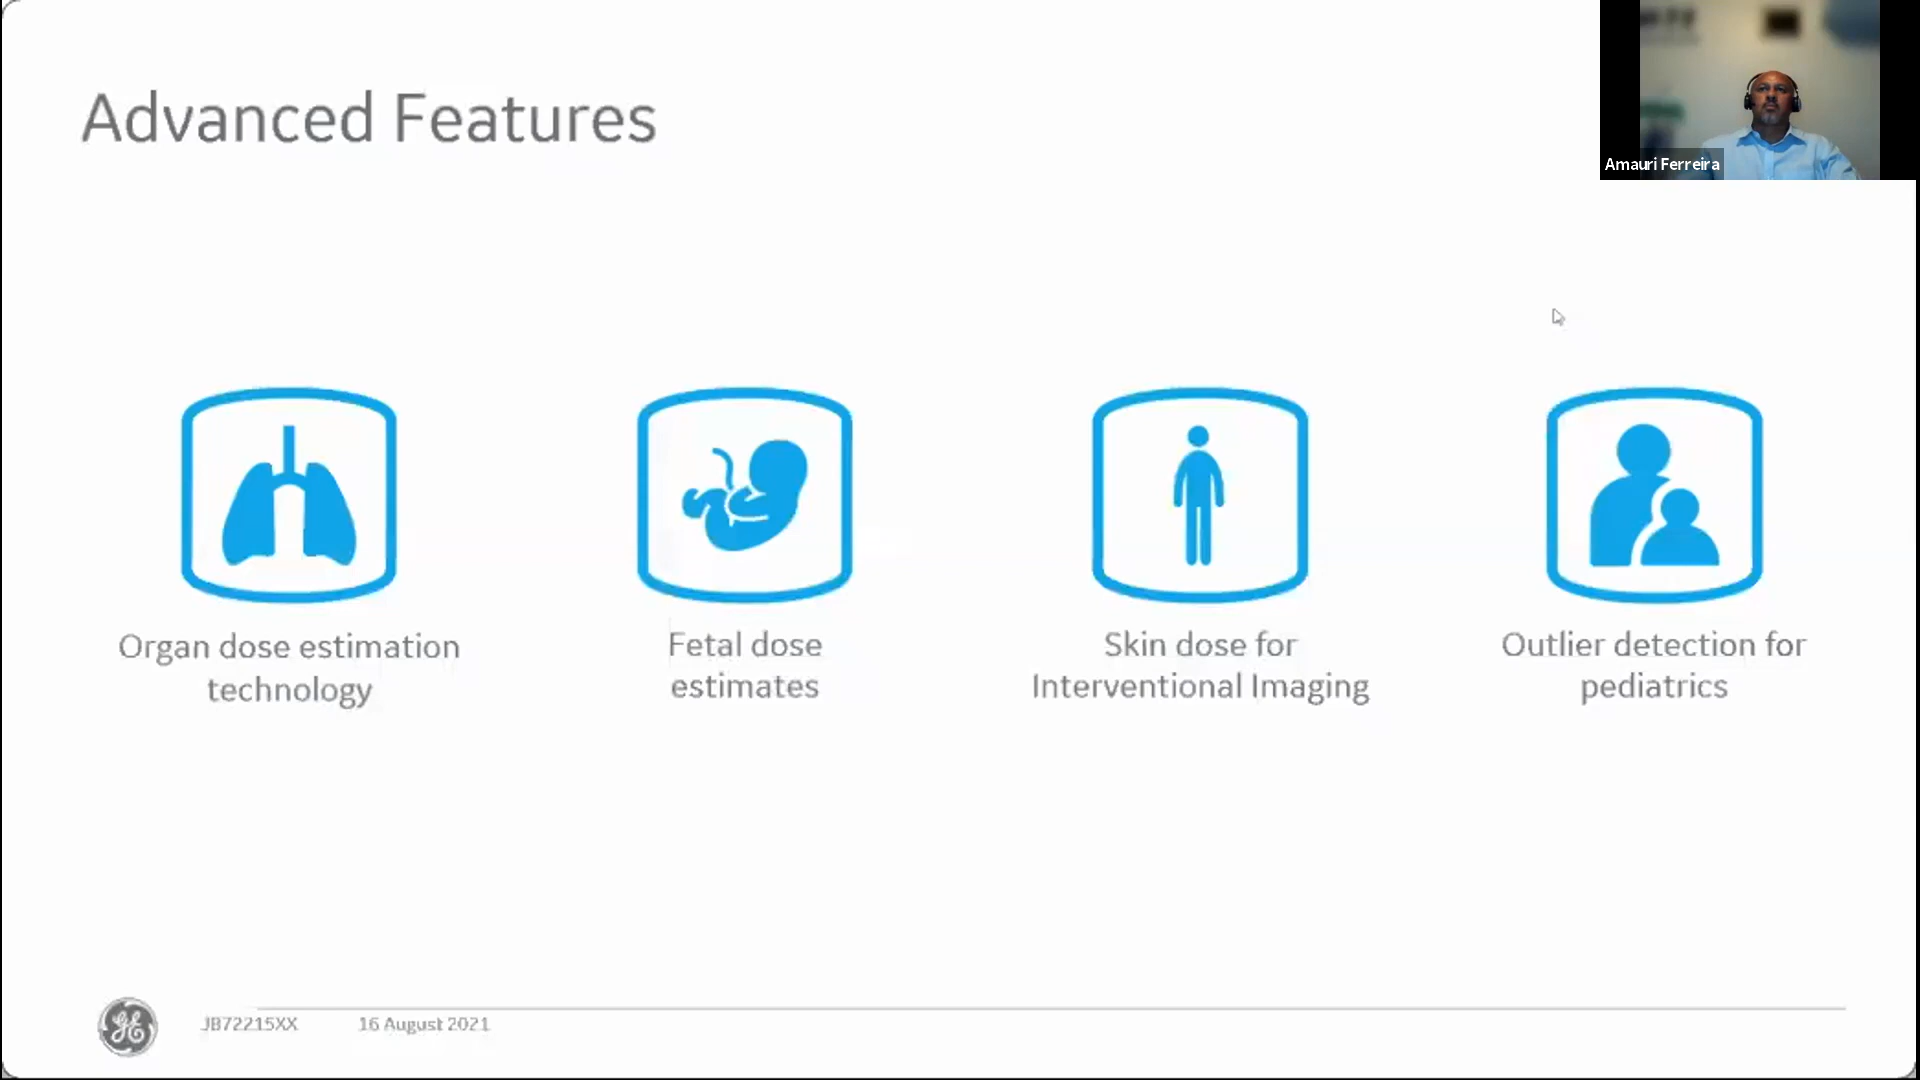 Advanced Features
Amauri Ferreira
Organ dose estimation
technology
Fetal dose
estimates
Skin dose for
Interventional Imaging
Outlier detection for
pediatrics
GE
JB72215XX
16 August 2021